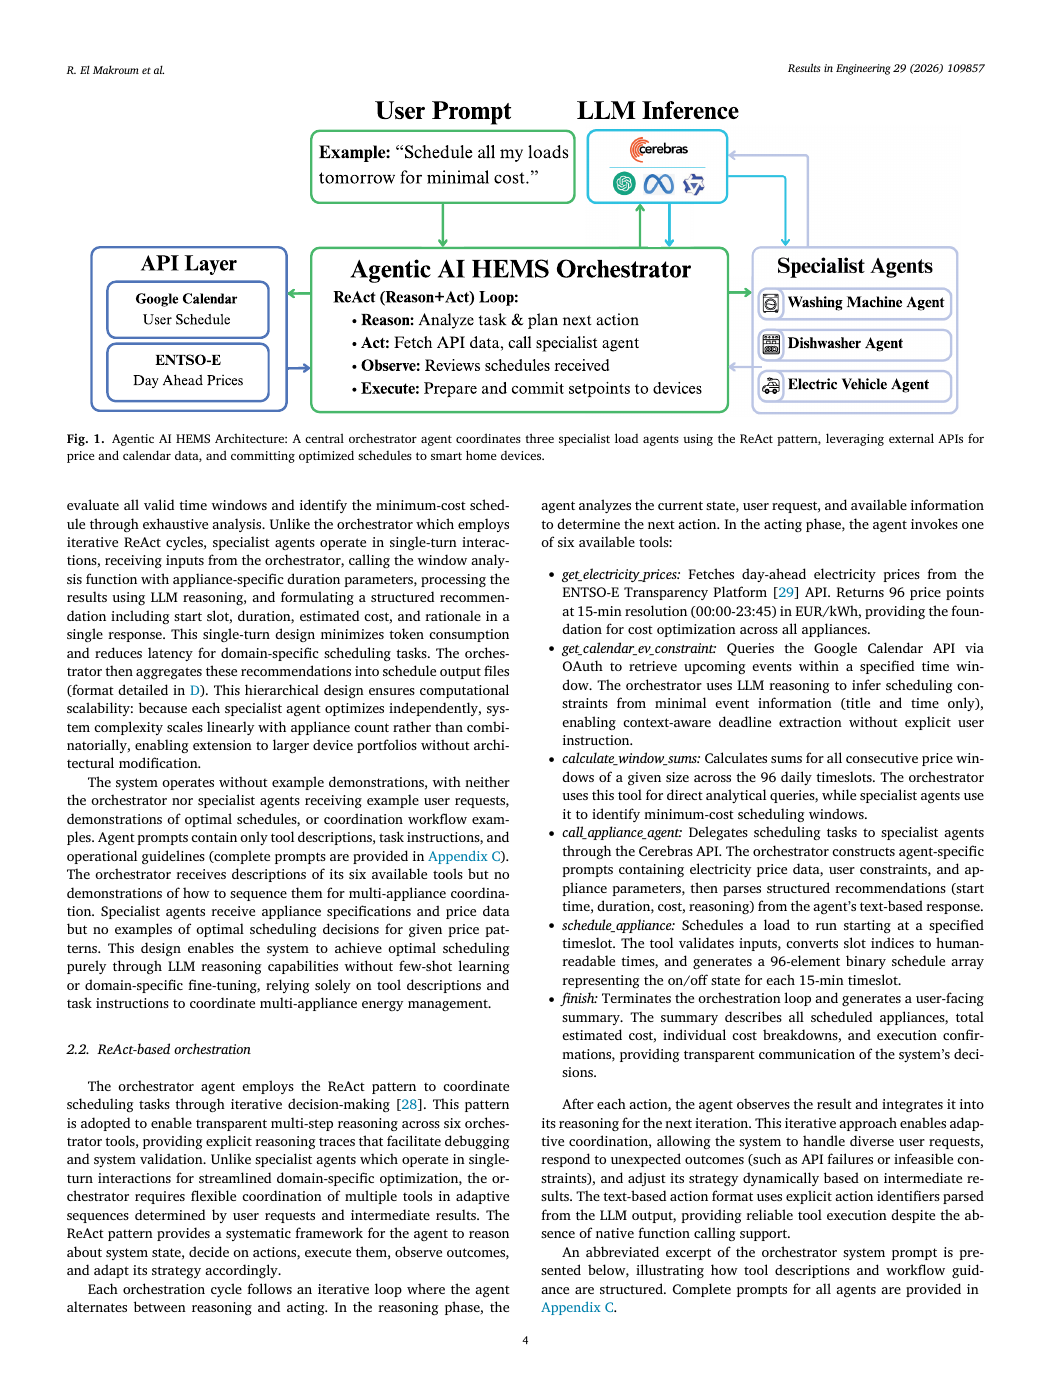 R. El Makroum et al.
Results in Engineering 29 (2026) 109857
User Prompt
LLM Inference
Example: “Schedule all my loads
tomorrow for minimal cost.”
cerebras
API Layer
Google Calendar
User Schedule
ENTSO-E
Day Ahead Prices
Agentic AI HEMS Orchestrator
ReAct (Reason+Act) Loop:
• Reason: Analyze task & plan next action
• Act: Fetch API data, call specialist agent
• Observe: Reviews schedules received
• Execute: Prepare and commit setpoints to devices
Specialist Agents
Washing Machine Agent
Dishwasher Agent
Electric Vehicle Agent
Fig. 1. Agentic AI HEMS Architecture: A central orchestrator agent coordinates three specialist load agents using the ReAct pattern, leveraging external APIs for
price and calendar data, and committing optimized schedules to smart home devices.
evaluate all valid time windows and identify the minimum-cost sched-
ule through exhaustive analysis. Unlike the orchestrator which employs
iterative ReAct cycles, specialist agents operate in single-turn interac-
tions, receiving inputs from the orchestrator, calling the window analy-
sis function with appliance-specific duration parameters, processing the
results using LLM reasoning, and formulating a structured recommen-
dation including start slot, duration, estimated cost, and rationale in a
single response. This single-turn design minimizes token consumption
and reduces latency for domain-specific scheduling tasks. The orches-
trator then aggregates these recommendations into schedule output files
(format detailed in D). This hierarchical design ensures computational
scalability: because each specialist agent optimizes independently, sys-
tem complexity scales linearly with appliance count rather than combi-
natorially, enabling extension to larger device portfolios without archi-
tectural modification.
The system operates without example demonstrations, with neither
the orchestrator nor specialist agents receiving example user requests,
demonstrations of optimal schedules, or coordination workflow exam-
ples. Agent prompts contain only tool descriptions, task instructions, and
operational guidelines (complete prompts are provided in Appendix C).
The orchestrator receives descriptions of its six available tools but no
demonstrations of how to sequence them for multi-appliance coordina-
tion. Specialist agents receive appliance specifications and price data
but no examples of optimal scheduling decisions for given price pat-
terns. This design enables the system to achieve optimal scheduling
purely through LLM reasoning capabilities without few-shot learning
or domain-specific fine-tuning, relying solely on tool descriptions and
task instructions to coordinate multi-appliance energy management.
2.2. ReAct-based orchestration
The orchestrator agent employs the ReAct pattern to coordinate
scheduling tasks through iterative decision-making [28]. This pattern
is adopted to enable transparent multi-step reasoning across six orches-
trator tools, providing explicit reasoning traces that facilitate debugging
and system validation. Unlike specialist agents which operate in single-
turn interactions for streamlined domain-specific optimization, the or-
chestrator requires flexible coordination of multiple tools in adaptive
sequences determined by user requests and intermediate results. The
ReAct pattern provides a systematic framework for the agent to reason
about system state, decide on actions, execute them, observe outcomes,
and adapt its strategy accordingly.
Each orchestration cycle follows an iterative loop where the agent
alternates between reasoning and acting. In the reasoning phase, the
agent analyzes the current state, user request, and available information
to determine the next action. In the acting phase, the agent invokes one
of six available tools:
• get_electricity_prices: Fetches day-ahead electricity prices from the
ENTSO-E Transparency Platform [29] API. Returns 96 price points
at 15-min resolution (00:00-23:45) in EUR/kWh, providing the foun-
dation for cost optimization across all appliances.
• get_calendar_ev_constraint: Queries the Google Calendar API via
OAuth to retrieve upcoming events within a specified time win-
dow. The orchestrator uses LLM reasoning to infer scheduling con-
straints from minimal event information (title and time only),
enabling context-aware deadline extraction without explicit user
instruction.
• calculate_window_sums: Calculates sums for all consecutive price win-
dows of a given size across the 96 daily timeslots. The orchestrator
uses this tool for direct analytical queries, while specialist agents use
it to identify minimum-cost scheduling windows.
• call_appliance_agent: Delegates scheduling tasks to specialist agents
through the Cerebras API. The orchestrator constructs agent-specific
prompts containing electricity price data, user constraints, and ap-
pliance parameters, then parses structured recommendations (start
time, duration, cost, reasoning) from the agent’s text-based response.
• schedule_appliance: Schedules a load to run starting at a specified
timeslot. The tool validates inputs, converts slot indices to human-
readable times, and generates a 96-element binary schedule array
representing the on/off state for each 15-min timeslot.
• finish: Terminates the orchestration loop and generates a user-facing
summary. The summary describes all scheduled appliances, total
estimated cost, individual cost breakdowns, and execution confir-
mations, providing transparent communication of the system’s deci-
sions.
After each action, the agent observes the result and integrates it into
its reasoning for the next iteration. This iterative approach enables adap-
tive coordination, allowing the system to handle diverse user requests,
respond to unexpected outcomes (such as API failures or infeasible con-
straints), and adjust its strategy dynamically based on intermediate re-
sults. The text-based action format uses explicit action identifiers parsed
from the LLM output, providing reliable tool execution despite the ab-
sence of native function calling support.
An abbreviated excerpt of the orchestrator system prompt is pre-
sented below, illustrating how tool descriptions and workflow guid-
ance are structured. Complete prompts for all agents are provided in
Appendix C.
4